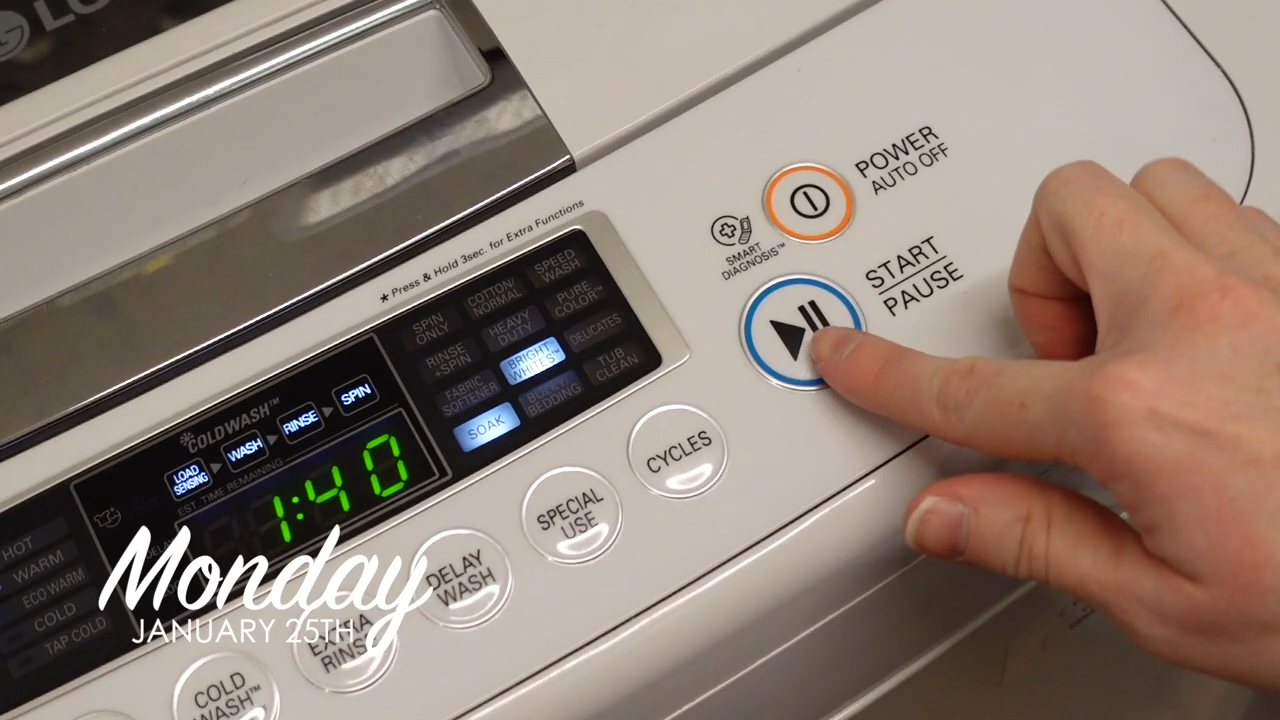 LG
POWER
AUTO OFF
SMART
DIAGNOSIS™
START
PAUSE
★ Press & Hold 3sec. for Extra Functions
SPIN
ONLY
COTTON/
NORMAL
SPEED
WASH
RINSE
+SPIN
HEAVY
DUTY
PURE
COLOR™
FABRIC
SOFTENER
BRIGHT
WHITES™
DELICATES
SOAK
BULKY/
BEDDING
TUB
CLEAN
COLDWASH™
LOAD
SENSING
WASH
RINSE
SPIN
EST. TIME REMAINING
1:40
HOT
WARM
ECO WARM
COLD
TAP COLD
CYCLES
SPECIAL
USE
DELAY
WASH
EXTRA
RINSE
COLD
WASH™
Monday
JANUARY 25TH